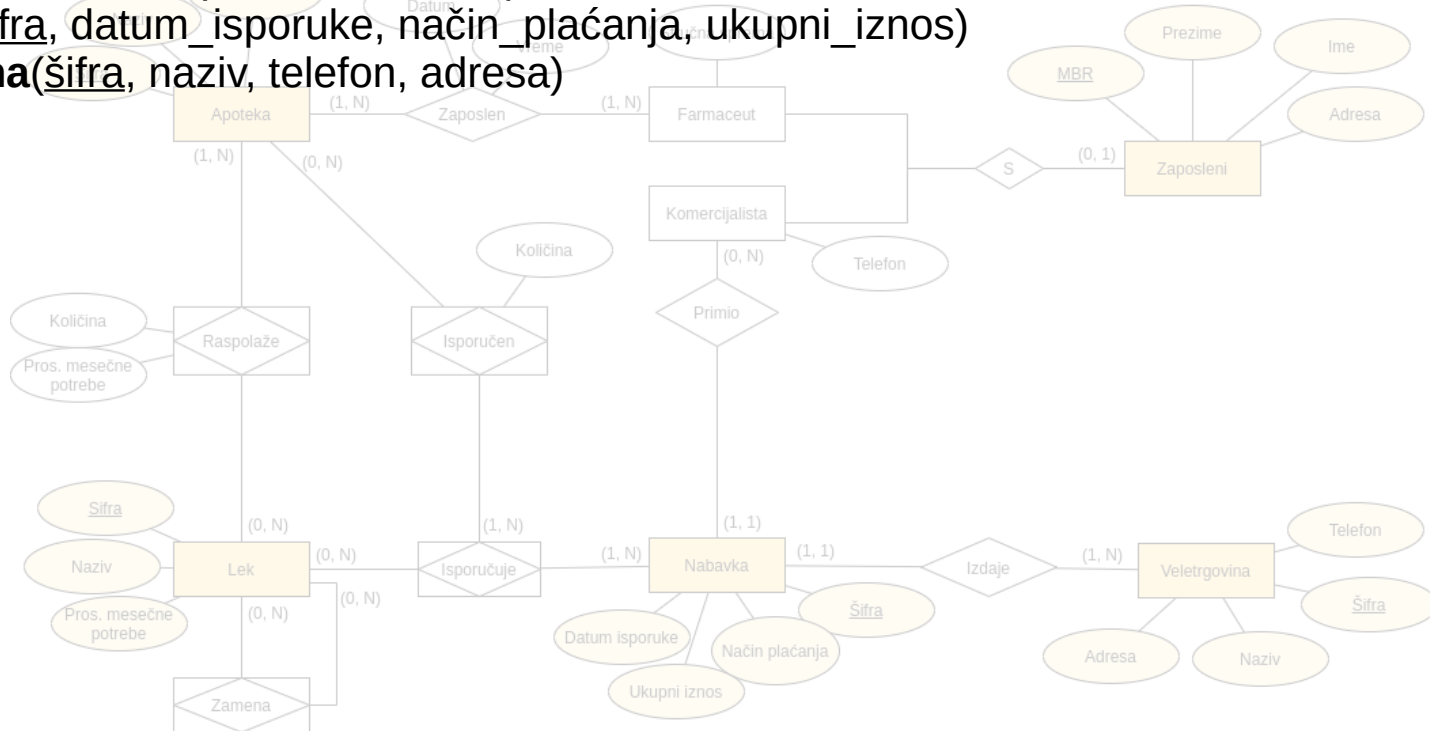 Datum
fra, datum_isporuke, način_plaćanja, ukupni_iznos)
Vreme
Prezime
Ime
na(šifra, naziv, telefon, adresa)
MBR
Apoteka
(1, N)
Zaposlen
(1, N)
Farmaceut
Adresa
(1, N)
(0, N)
S
(0, 1)
Zaposleni
Komercijalista
Količina
(0, N)
Telefon
Količina
Raspolaže
Isporučen
Primio
Pros. mesečne
potrebe
Sifra
(0, N)
(1, N)
(1, 1)
Telefon
Naziv
Lek
(0, N)
Isporučuje
(1, N)
Nabavka
(1, 1)
Izdaje
(1, N)
Veletrgovina
(0, N)
(0, N)
Pros. mesečne
potrebe
Šifra
Šifra
Datum isporuke
Način plaćanja
Adresa
Naziv
Ukupni iznos
Zamena